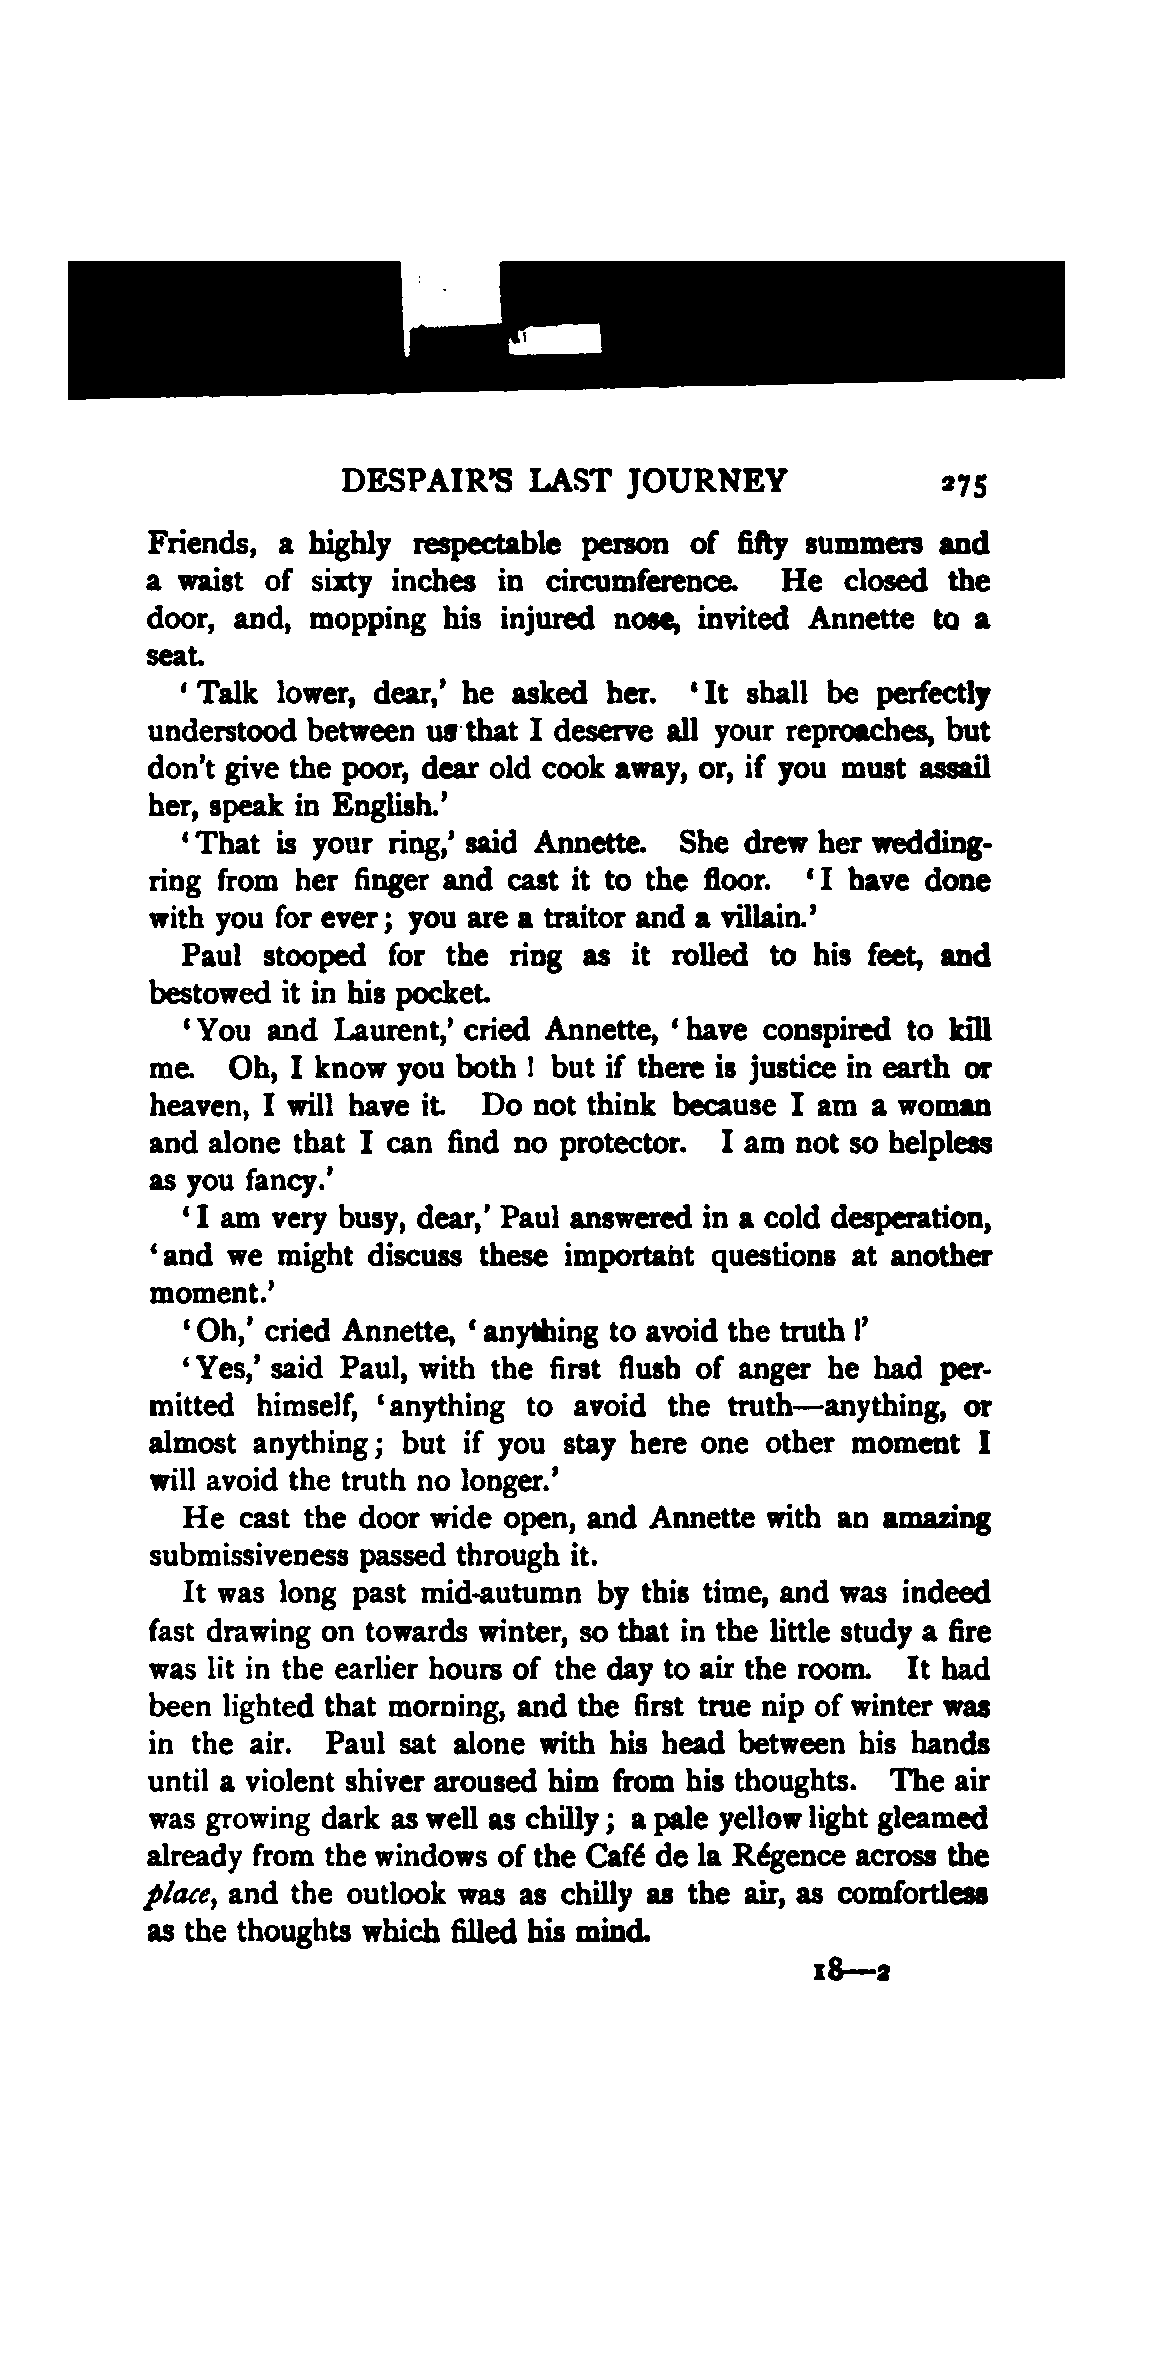 DESPAIR'S LAST JOURNEY 275
Friends, a highly respectable person of fifty summers and
a waist of sixty inches in circumference. He closed the
door, and, mopping his injured nose, invited Annette to a
seat.
‘Talk lower, dear,’ he asked her. ‘It shall be perfectly
understood between us that I deserve all your reproaches, but
don't give the poor, dear old cook away, or, if you must assail
her, speak in English.’
‘That is your ring,’ said Annette. She drew her wedding-
ring from her finger and cast it to the floor. ‘I have done
with you for ever; you are a traitor and a villain.’
Paul stooped for the ring as it rolled to his feet, and
bestowed it in his pocket.
‘You and Laurent,’ cried Annette, ‘have conspired to kill
me. Oh, I know you both! but if there is justice in earth or
heaven, I will have it. Do not think because I am a woman
and alone that I can find no protector. I am not so helpless
as you fancy.’
‘I am very busy, dear,’ Paul answered in a cold desperation,
‘and we might discuss these important questions at another
moment.’
‘Oh,’ cried Annette, ‘anything to avoid the truth!’
‘Yes,’ said Paul, with the first flush of anger he had per-
mitted himself, ‘anything to avoid the truth—anything, or
almost anything; but if you stay here one other moment I
will avoid the truth no longer.’
He cast the door wide open, and Annette with an amazing
submissiveness passed through it.
It was long past mid-autumn by this time, and was indeed
fast drawing on towards winter, so that in the little study a fire
was lit in the earlier hours of the day to air the room. It had
been lighted that morning, and the first true nip of winter was
in the air. Paul sat alone with his head between his hands
until a violent shiver aroused him from his thoughts. The air
was growing dark as well as chilly; a pale yellow light gleamed
already from the windows of the Café de la Régence across the
place, and the outlook was as chilly as the air, as comfortless
as the thoughts which filled his mind.
18—2